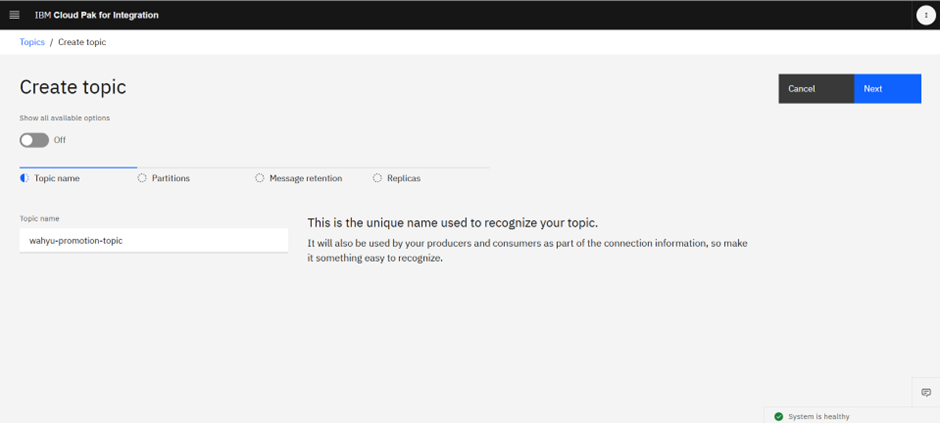 IBM Cloud Pak for Integration
Topics / Create topic
Create topic
Cancel
Next
Show all available options
Off
Topic name
Partitions
Message retention
Replicas
Topic name
wahyu-promotion-topic
This is the unique name used to recognize your topic.
It will also be used by your producers and consumers as part of the connection information, so make
it something easy to recognize.
System is healthy